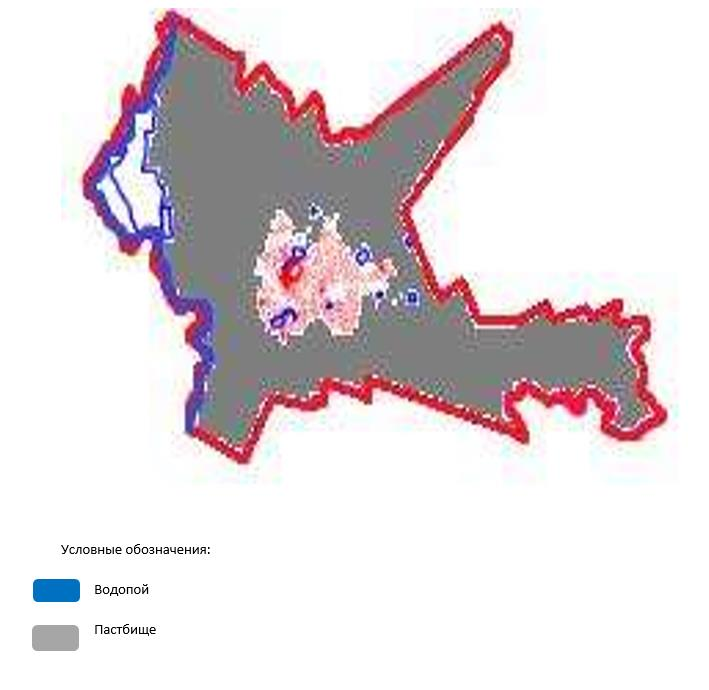 Условные обозначения:
Водопой
Пастбище